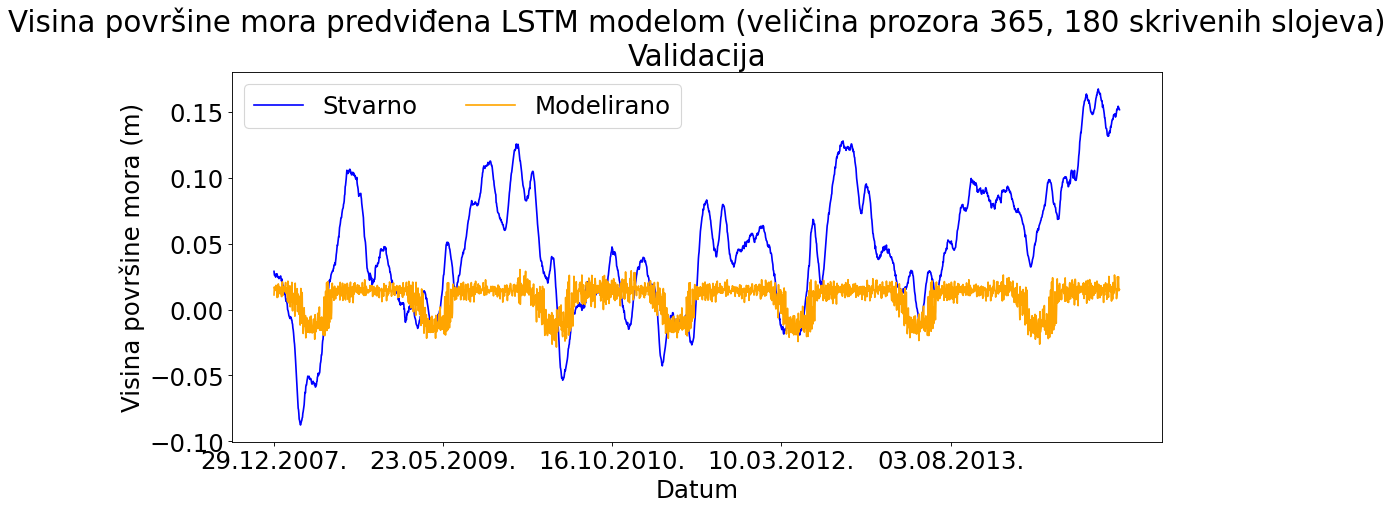 Visina površine mora predviđena LSTM modelom (veličina prozora 365, 180 skrivenih slojeva)
Validacija
Stvarno
Modelirano
Visina površine mora (m)
0.15
0.10
0.05
0.00
−0.05
−0.10
29.12.2007. 23.05.2009. 16.10.2010. 10.03.2012. 03.08.2013.
Datum